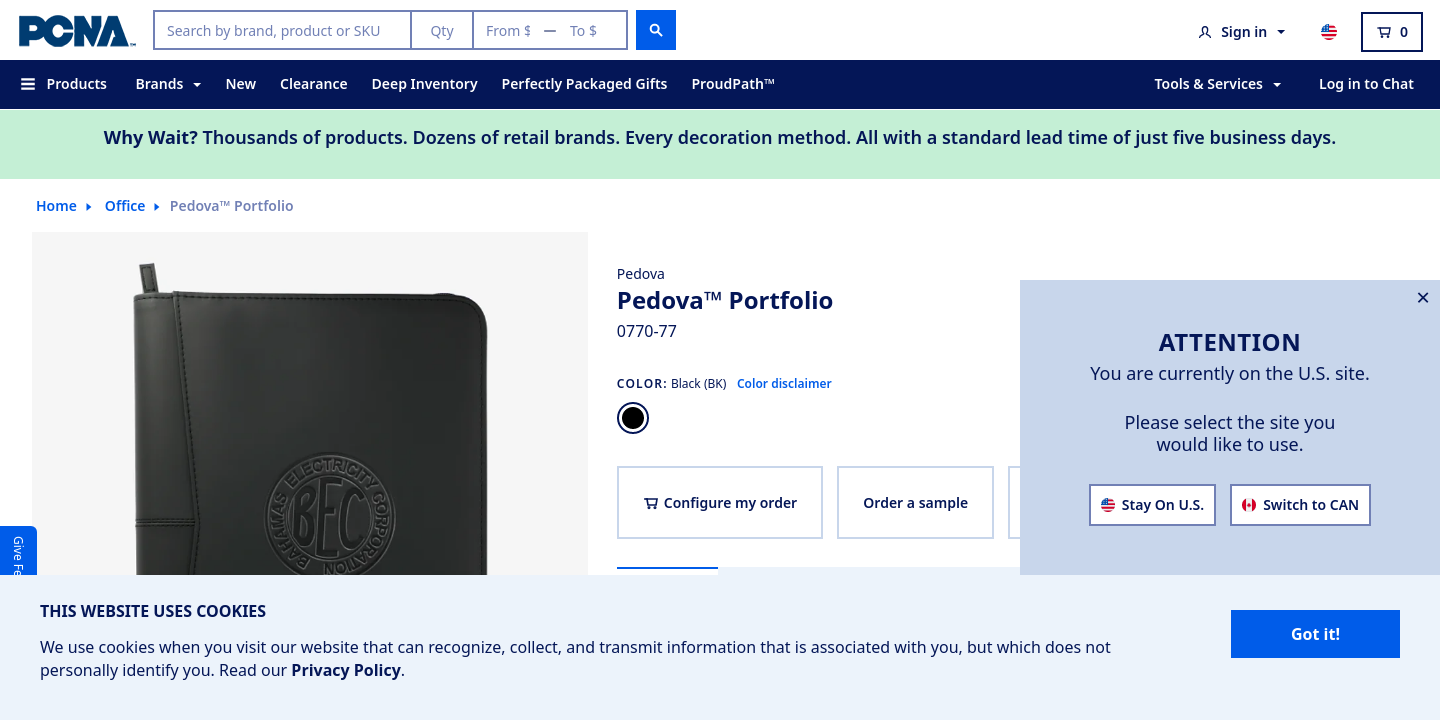 PCNA™
Search by brand, product or SKU
Qty
From $ — To $
Sign in
0
Products
Brands
New
Clearance
Deep Inventory
Perfectly Packaged Gifts
ProudPath™
Tools & Services
Log in to Chat
Why Wait? Thousands of products. Dozens of retail brands. Every decoration method. All with a standard lead time of just five business days.
Home
Office
Pedova™ Portfolio
Pedova
Pedova™ Portfolio
0770-77
COLOR: Black (BK) Color disclaimer
Configure my order
Order a sample
BAHAMAS ELECTRICITY CORPORATION
BEC
ATTENTION
You are currently on the U.S. site.
Please select the site you
would like to use.
Stay On U.S.
Switch to CAN
Give Fe
THIS WEBSITE USES COOKIES
We use cookies when you visit our website that can recognize, collect, and transmit information that is associated with you, but which does not
personally identify you. Read our Privacy Policy.
Got it!